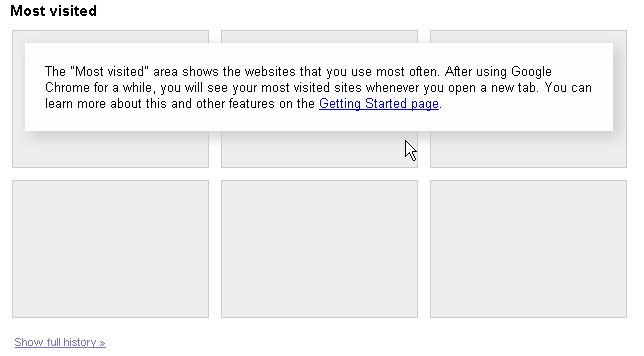 Most visited
The "Most visited" area shows the websites that you use most often. After using Google
Chrome for a while, you will see your most visited sites whenever you open a new tab. You can
learn more about this and other features on the Getting Started page.
Show full history »